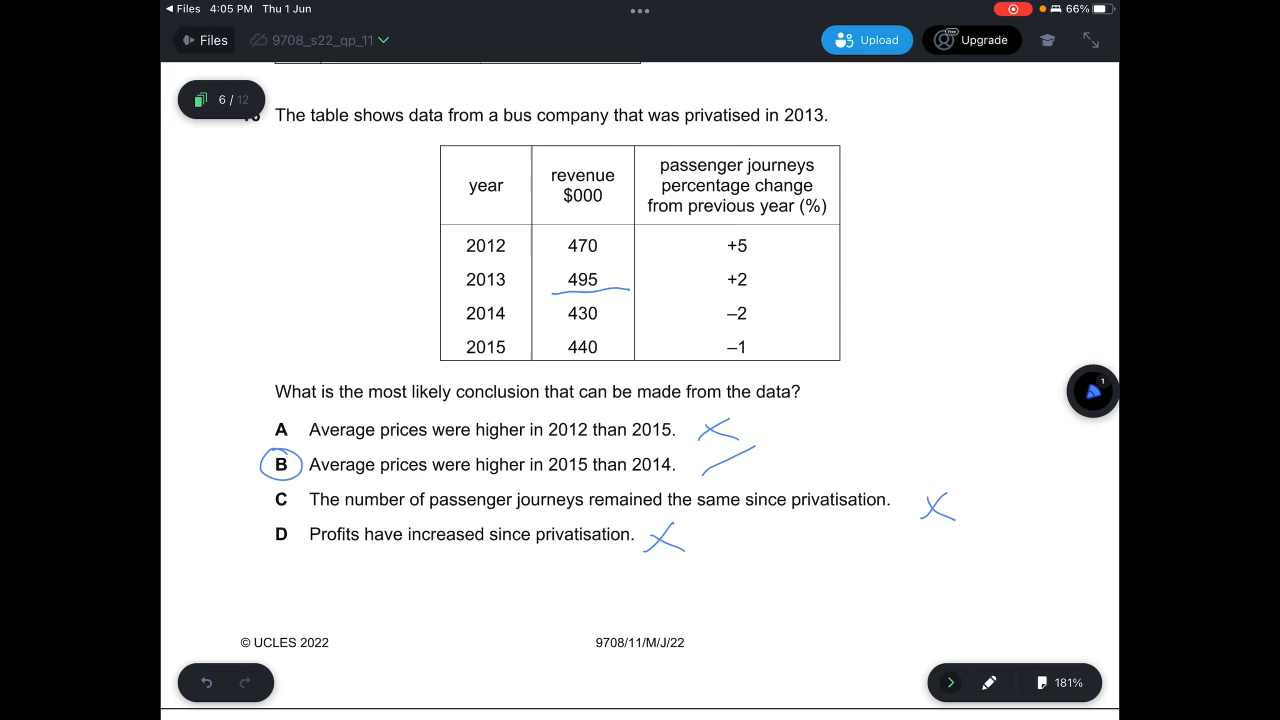 Files 4:05 PM Thu 1 Jun 66%
Files 9708_s22_qp_11 Upload Free Upgrade
6 / 12
The table shows data from a bus company that was privatised in 2013.
year revenue $000 passenger journeys percentage change from previous year (%)
2012 470 +5
2013 495 +2
2014 430 –2
2015 440 –1
What is the most likely conclusion that can be made from the data?
A Average prices were higher in 2012 than 2015.
B Average prices were higher in 2015 than 2014.
C The number of passenger journeys remained the same since privatisation.
D Profits have increased since privatisation.
© UCLES 2022 9708/11/M/J/22
181%
1